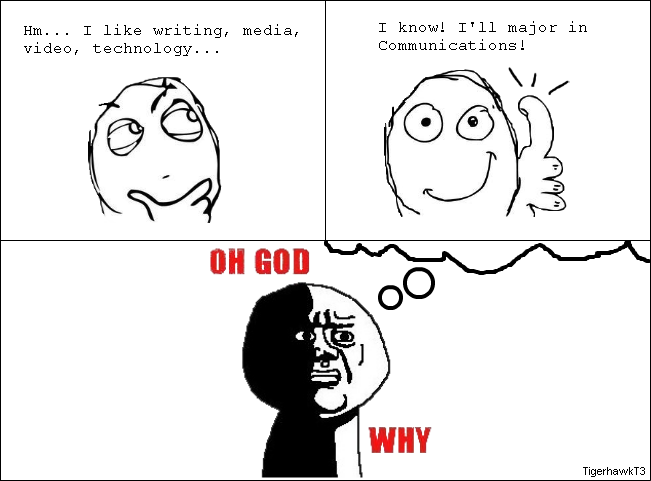 Hm... I like writing, media,
video, technology...
I know! I'll major in
Communications!
OH GOD
WHY
TigerhawkT3